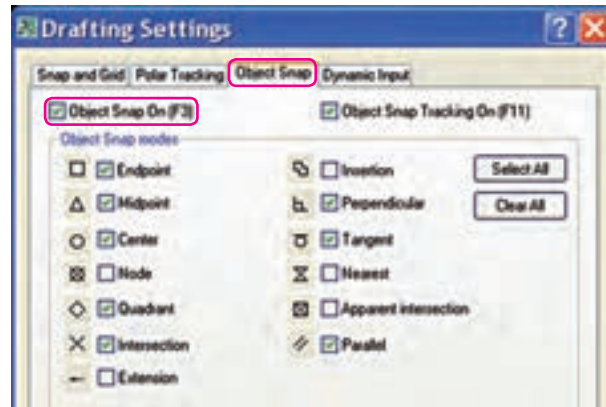 Drafting Settings
Snap and Grid Polar Tracking Object Snap Dynamic Input
Object Snap On (F3) Object Snap Tracking On (F11)
Object Snap modes
Endpoint Insertion Select All
Midpoint Perpendicular Clear All
Center Tangent
Node Nearest
Quadrant Apparent intersection
Intersection Parallel
Extension